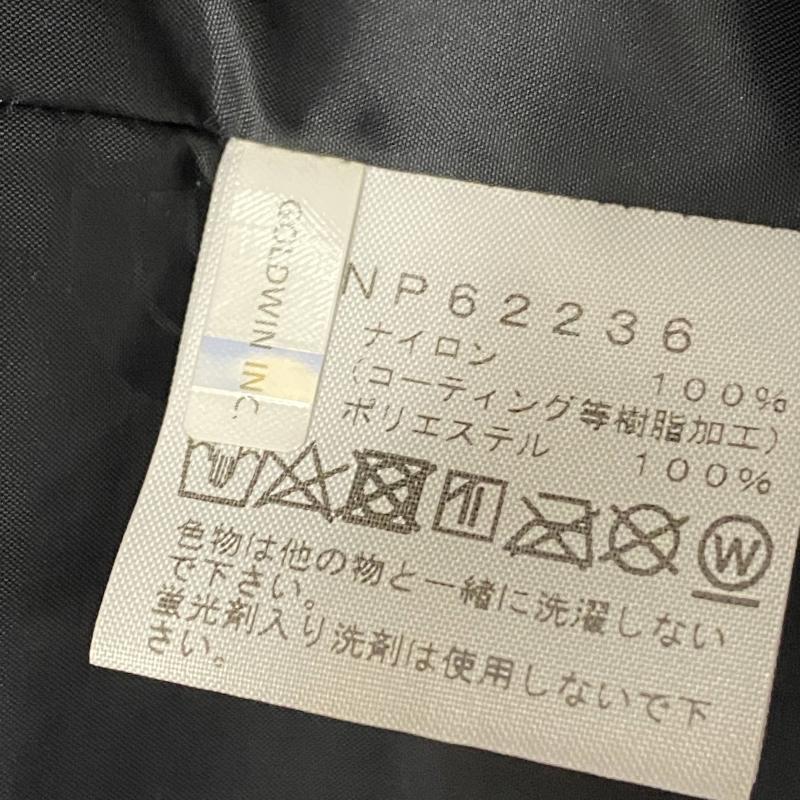 GOLDWIN INC
NP62236
ナイロン 100%
(コーティング等樹脂加工)
ポリエステル 100%
W
色物は他の物と一緒に洗濯しない
で下さい。
蛍光剤入り洗剤は使用しないで下
さい。